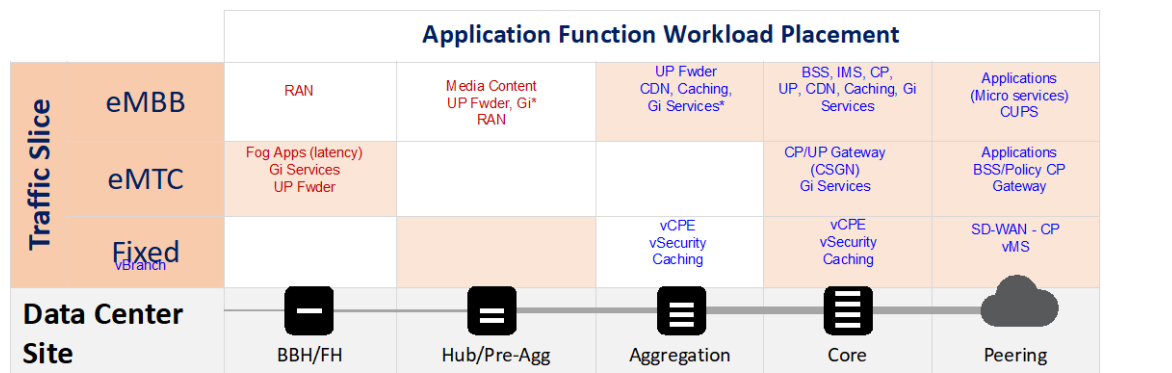 Application Function Workload Placement
Traffic Slice
eMBB
RAN
Media Content
UP Fwder, Gi*
RAN
UP Fwder
CDN, Caching,
Gi Services*
BSS, IMS, CP,
UP, CDN, Caching, Gi
Services
Applications
(Micro services)
CUPS
eMTC
Fog Apps (latency)
Gi Services
UP Fwder
CP/UP Gateway
(CSGN)
Gi Services
Applications
BSS/Policy CP
Gateway
Fixed
vBranch
vCPE
vSecurity
Caching
vCPE
vSecurity
Caching
SD-WAN - CP
vMS
Data Center
Site
BBH/FH
Hub/Pre-Agg
Aggregation
Core
Peering